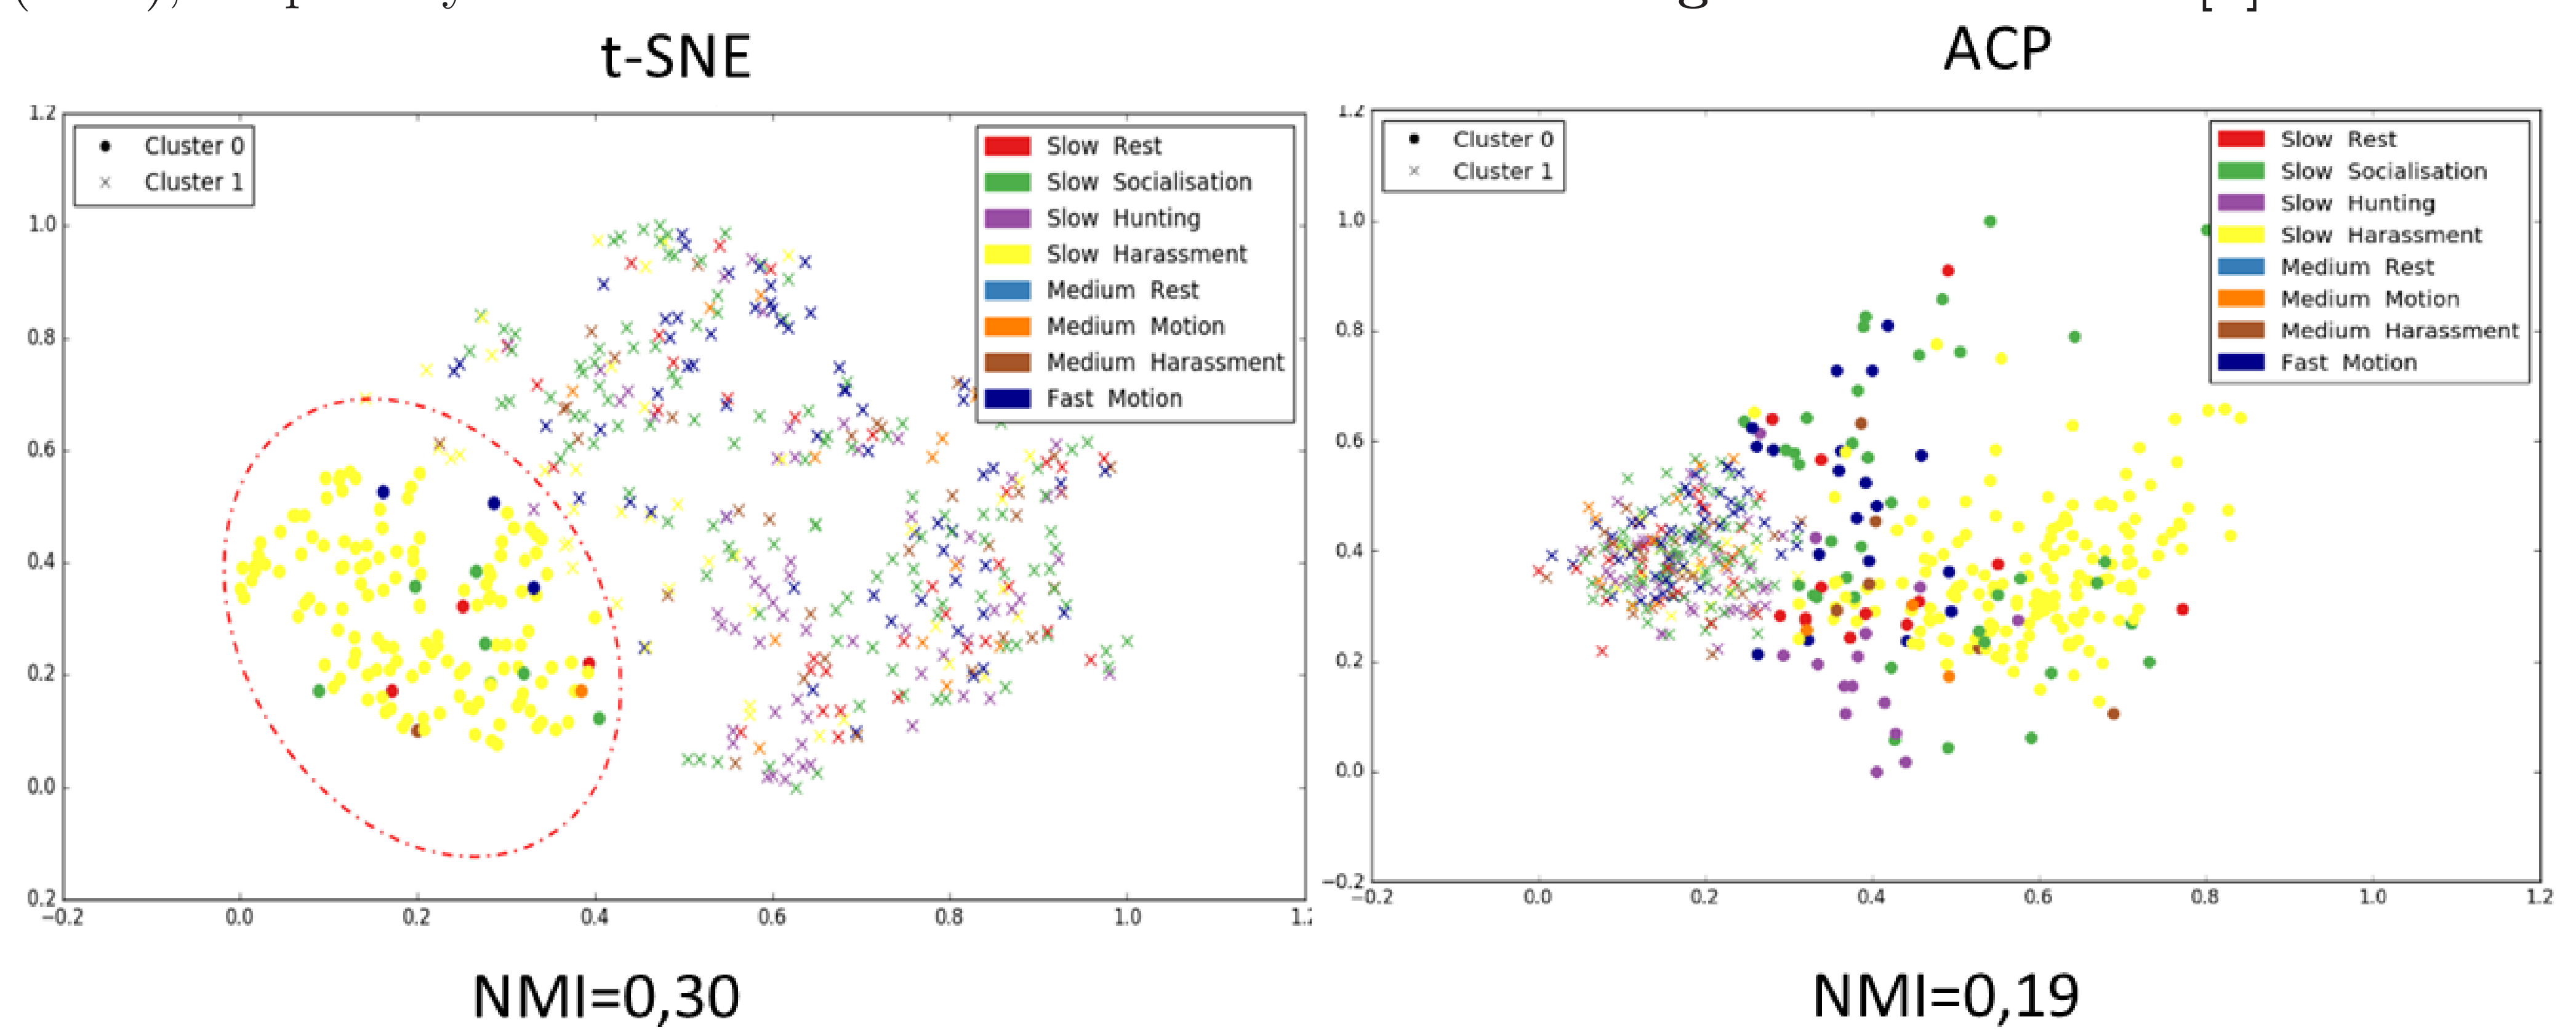 t-SNE
ACP
1.2
1.0
0.8
0.6
0.4
0.2
0.0
0.2
−0.2
0.0
0.2
0.4
0.6
0.8
1.0
Cluster 0
Cluster 1
Slow Rest
Slow Socialisation
Slow Hunting
Slow Harassment
Medium Rest
Medium Motion
Medium Harassment
Fast Motion
NMI=0,30
1.0
0.8
0.6
0.4
0.2
0.0
−0.2
−0.2
0.0
0.2
0.4
0.6
0.8
1.0
1.2
Cluster 0
Cluster 1
Slow Rest
Slow Socialisation
Slow Hunting
Slow Harassment
Medium Rest
Medium Motion
Medium Harassment
Fast Motion
NMI=0,19